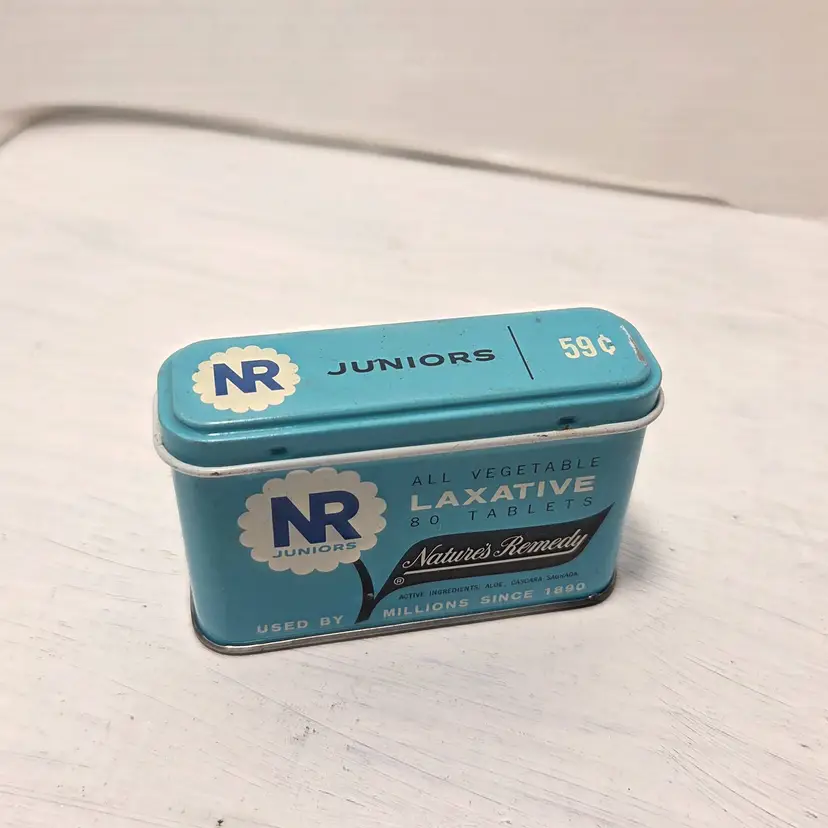 NR JUNIORS 59¢
NR
JUNIORS
ALL VEGETABLE
LAXATIVE
80 TABLETS
Nature's Remedy
®
ACTIVE INGREDIENTS: ALOE, CASCARA SAGRADA
USED BY MILLIONS SINCE 1890